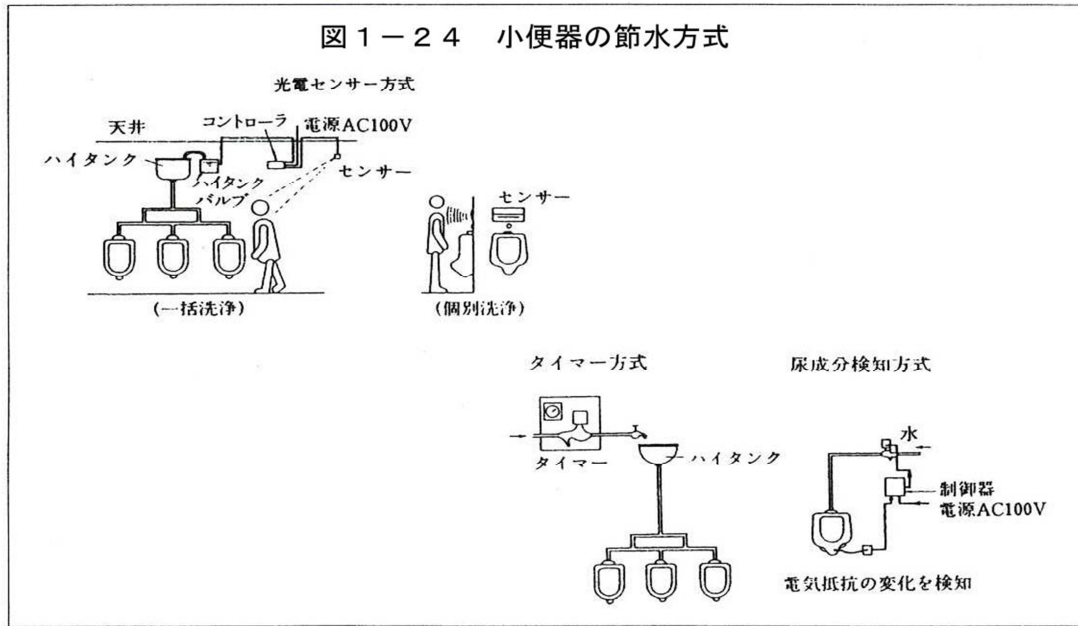 図1-24 小便器の節水方式
光電センサー方式
天井
コントローラ
電源AC100V
ハイタンク
ハイタンク
バルブ
センサー
センサー
(一括洗浄)
(個別洗浄)
タイマー方式
タイマー
ハイタンク
尿成分検知方式
水
制御器
電源AC100V
電気抵抗の変化を検知